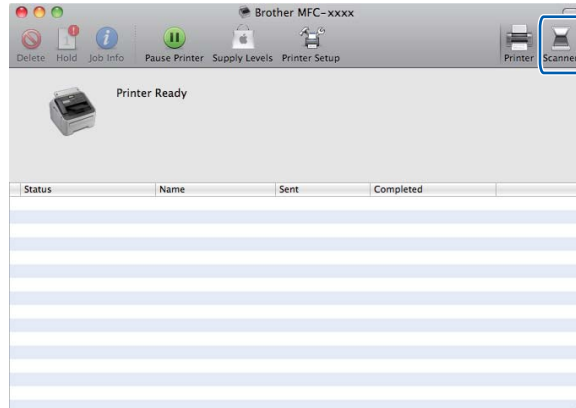 Brother MFC-xxxx
Delete Hold Job Info Pause Printer Supply Levels Printer Setup Printer Scanner
Printer Ready
Status Name Sent Completed